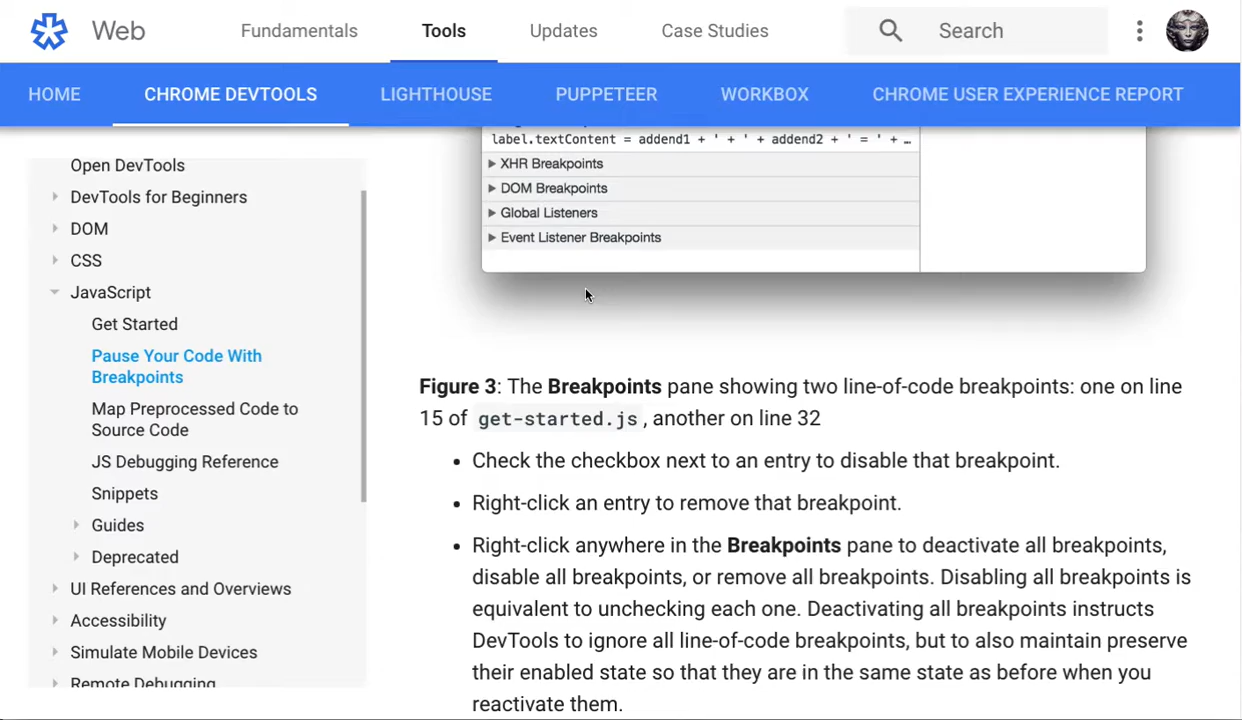 Web
Fundamentals
Tools
Updates
Case Studies
Search
HOME
CHROME DEVTOOLS
LIGHTHOUSE
PUPPETEER
WORKBOX
CHROME USER EXPERIENCE REPORT
Open DevTools
DevTools for Beginners
DOM
CSS
JavaScript
Get Started
Pause Your Code With
Breakpoints
Map Preprocessed Code to
Source Code
JS Debugging Reference
Snippets
Guides
Deprecated
UI References and Overviews
Accessibility
Simulate Mobile Devices
Remote Debugging
label.textContent = addend1 + ' + ' + addend2 + ' = ' + …
XHR Breakpoints
DOM Breakpoints
Global Listeners
Event Listener Breakpoints
Figure 3: The Breakpoints pane showing two line-of-code breakpoints: one on line
15 of get-started.js, another on line 32
• Check the checkbox next to an entry to disable that breakpoint.
• Right-click an entry to remove that breakpoint.
• Right-click anywhere in the Breakpoints pane to deactivate all breakpoints,
disable all breakpoints, or remove all breakpoints. Disabling all breakpoints is
equivalent to unchecking each one. Deactivating all breakpoints instructs
DevTools to ignore all line-of-code breakpoints, but to also maintain preserve
their enabled state so that they are in the same state as before when you
reactivate them.